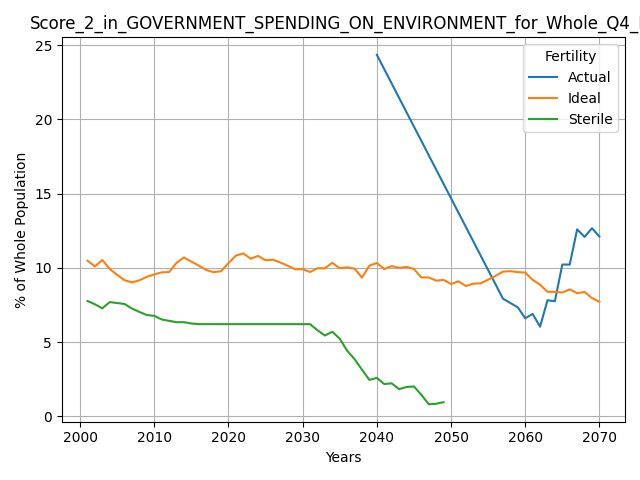 Score_2_in_GOVERNMENT_SPENDING_ON_ENVIRONMENT_for_Whole_Q4_
Fertility
Actual
Ideal
Sterile
% of Whole Population
25
20
15
10
5
0
2000 2010 2020 2030 2040 2050 2060 2070
Years